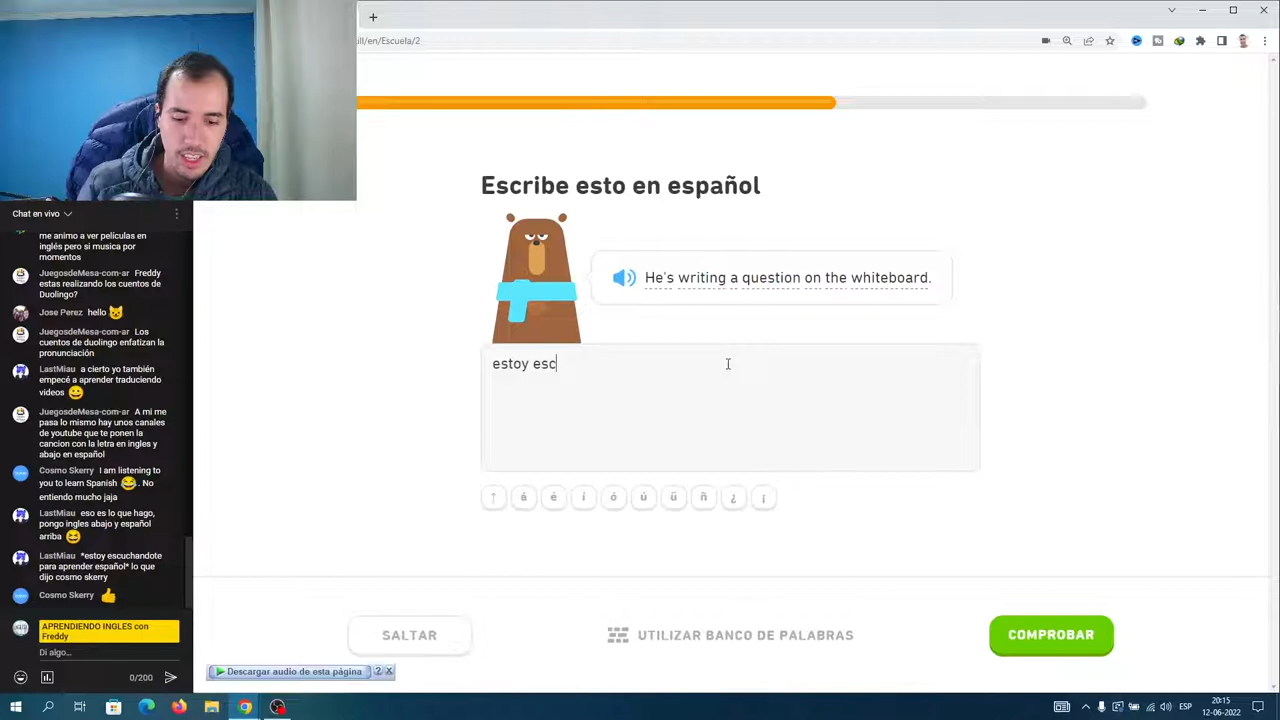 ill/en/Escuela/2
Chat en vivo
me animo a ver películas en
inglés pero si musica por
momentos
JuegosdeMesa-com-ar Freddy
estas realizando los cuentos de
Duolingo?
Jose Perez hello
JuegosdeMesa-com-ar Los
cuentos de duolingo enfatizan la
pronunciación
LastMiau a cierto yo también
empecé a aprender traduciendo
videos
JuegosdeMesa-com-ar A mi me
pasa lo mismo hay unos canales
de youtube que te ponen la
cancion con la letra en ingles y
abajo en español
Cosmo Skerry I am listening to
you to learn Spanish . No
entiendo mucho jaja
LastMiau eso es lo que hago,
pongo ingles abajo y español
arriba
LastMiau *estoy escuchandote
para aprender español* lo que
dijo cosmo skerry
Cosmo Skerry
APRENDIENDO INGLES con
Freddy
Di algo...
0/200
Escribe esto en español
He's writing a question on the whiteboard.
estoy esc
↑ á é í ó ú ü ñ ¿ ¡
SALTAR
UTILIZAR BANCO DE PALABRAS
COMPROBAR
Descargar audio de esta página ?
ESP
20:15
12-06-2022